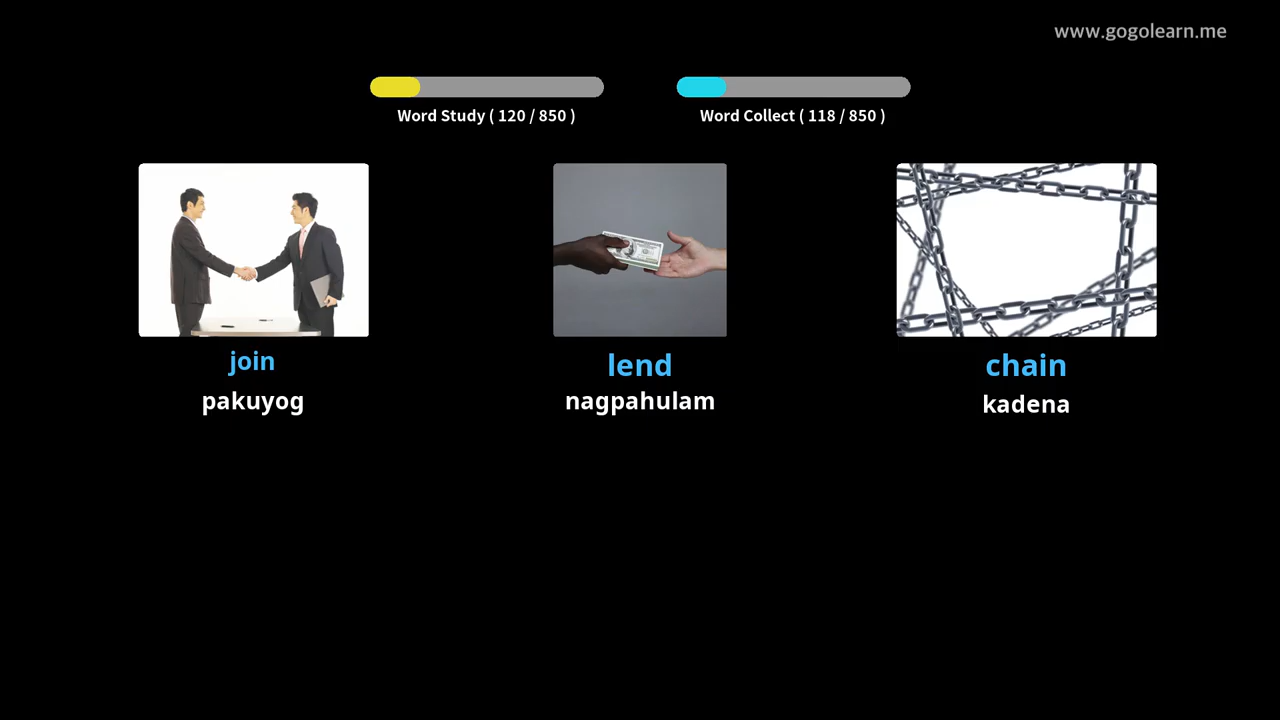 www.gogolearn.me
Word Study ( 120 / 850 )
Word Collect ( 118 / 850 )
join
pakuyog
lend
nagpahulam
chain
kadena